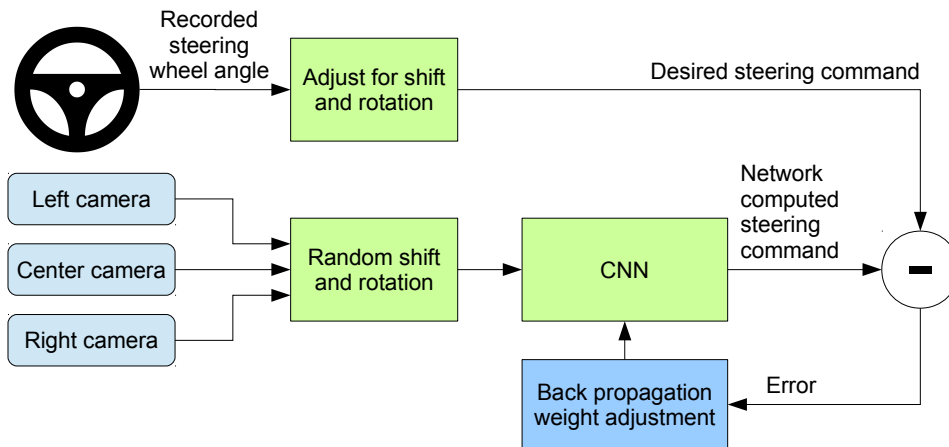 Recorded
steering
wheel angle
Adjust for shift
and rotation
Desired steering command
Left camera
Center camera
Right camera
Random shift
and rotation
CNN
Network
computed
steering
command
-
Back propagation
weight adjustment
Error